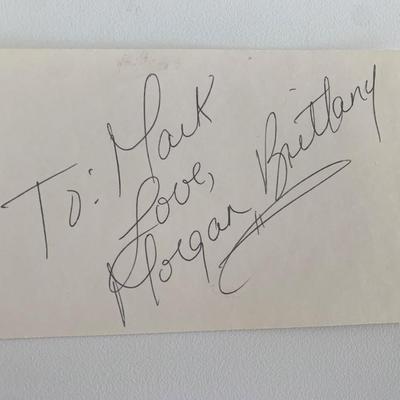 To: Mark
Love,
Morgan Brittany